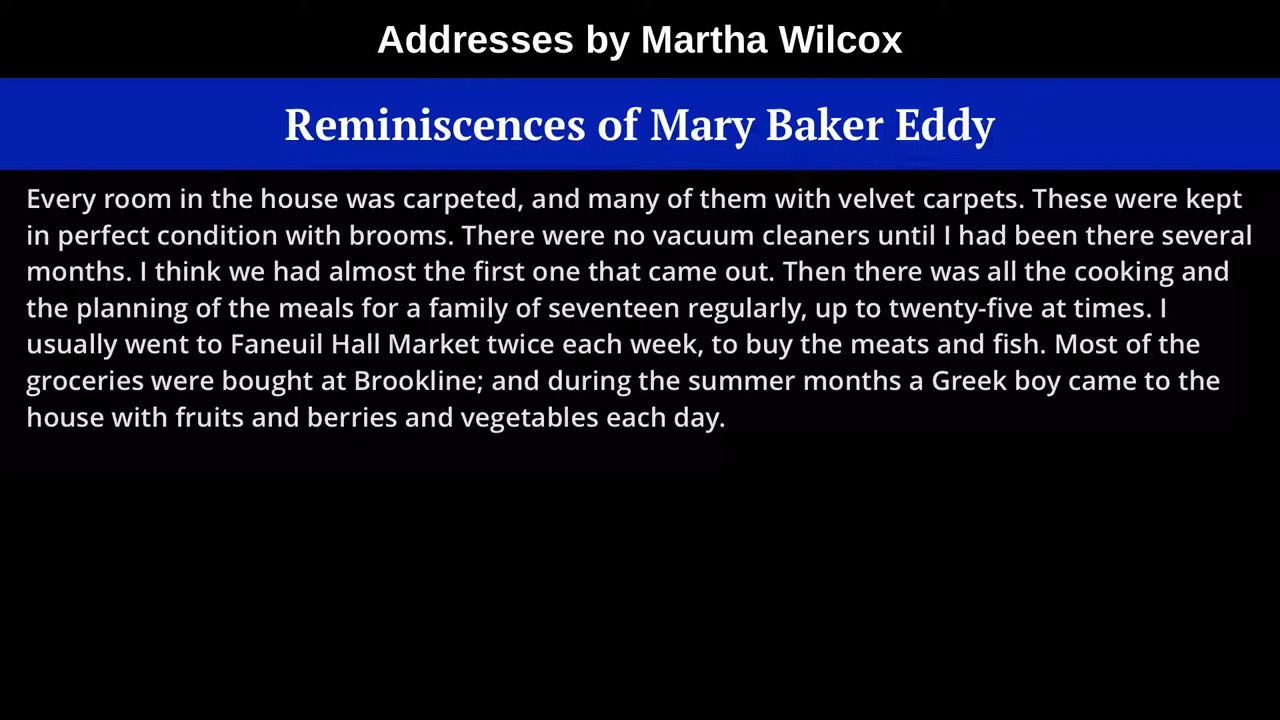 Addresses by Martha Wilcox
Reminiscences of Mary Baker Eddy
Every room in the house was carpeted, and many of them with velvet carpets. These were kept
in perfect condition with brooms. There were no vacuum cleaners until I had been there several
months. I think we had almost the first one that came out. Then there was all the cooking and
the planning of the meals for a family of seventeen regularly, up to twenty-five at times. I
usually went to Faneuil Hall Market twice each week, to buy the meats and fish. Most of the
groceries were bought at Brookline; and during the summer months a Greek boy came to the
house with fruits and berries and vegetables each day.